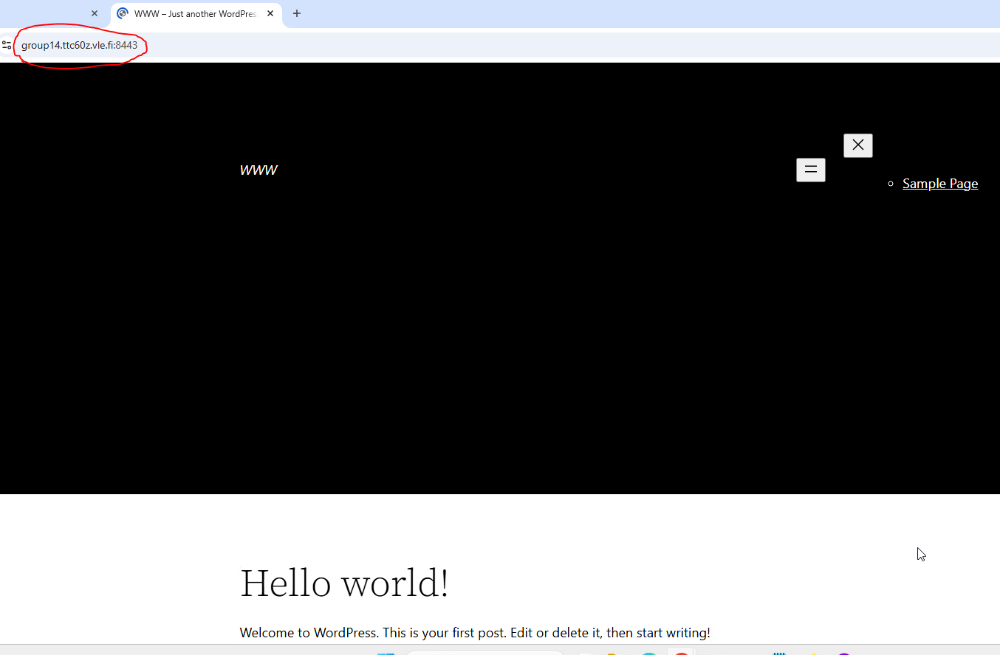 WWW – Just another WordPres
group14.ttc60z.vle.fi:8443
WWW
Sample Page
Hello world!
Welcome to WordPress. This is your first post. Edit or delete it, then start writing!